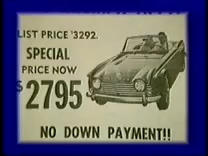 LIST PRICE $3292.
SPECIAL
PRICE NOW
$2795
NO DOWN PAYMENT!!